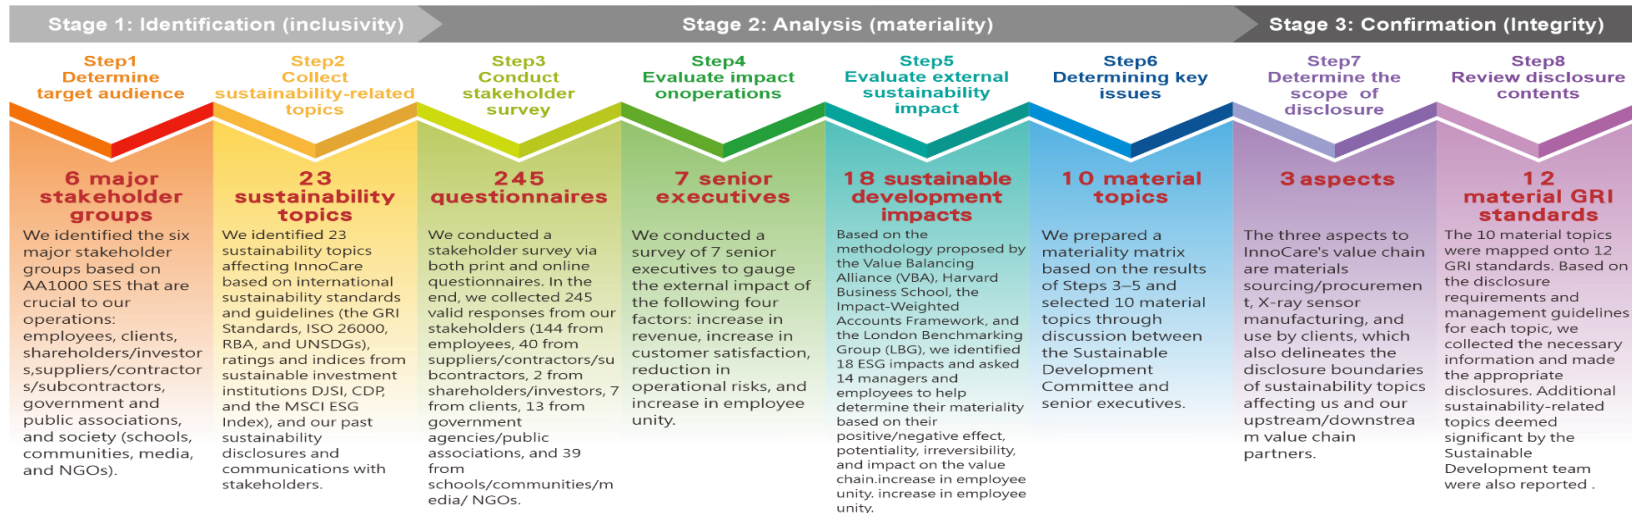 Stage 1: Identification (inclusivity)
Stage 2: Analysis (materiality)
Stage 3: Confirmation (Integrity)
Step1
Determine
target audience
6 major
stakeholder
groups
We identified the six
major stakeholder
groups based on
AA1000 SES that are
crucial to our
operations:
employees, clients,
shareholders/investor
s,suppliers/contractor
s/subcontractors,
government and
public associations,
and society (schools,
communities, media,
and NGOs).
Step2
Collect
sustainability-related
topics
23
sustainability
topics
We identified 23
sustainability topics
affecting InnoCare
based on international
sustainability standards
and guidelines (the GRI
Standards, ISO 26000,
RBA, and UNSDGs),
ratings and indices from
sustainable investment
institutions DJSI, CDP,
and the MSCI ESG
Index), and our past
sustainability
disclosures and
communications with
stakeholders.
Step3
Conduct
stakeholder
survey
245
questionnaires
We conducted a
stakeholder survey via
both print and online
questionnaires. In the
end, we collected 245
valid responses from our
stakeholders (144 from
employees, 40 from
suppliers/contractors/su
bcontractors, 2 from
shareholders/investors, 7
from clients, 13 from
government
agencies/public
associations, and 39
from
schools/communities/m
edia/ NGOs.
Step4
Evaluate impact
onoperations
7 senior
executives
We conducted a
survey of 7 senior
executives to gauge
the external impact of
the following four
factors: increase in
revenue, increase in
customer satisfaction,
reduction in
operational risks, and
increase in employee
unity.
Step5
Evaluate external
sustainability
impact
18 sustainable
development
impacts
Based on the
methodology proposed by
the Value Balancing
Alliance (VBA), Harvard
Business School, the
Impact-Weighted
Accounts Framework, and
the London Benchmarking
Group (LBG), we identified
18 ESG impacts and asked
14 managers and
employees to help
determine their materiality
based on their
positive/negative effect,
potentiality, irreversibility,
and impact on the value
chain.increase in employee
unity. increase in employee
unity.
Step6
Determining key
issues
10 material
topics
We prepared a
materiality matrix
based on the results
of Steps 3–5 and
selected 10 material
topics through
discussion between
the Sustainable
Development
Committee and
senior executives.
Step7
Determine the
scope of
disclosure
3 aspects
The three aspects to
InnoCare's value chain
are materials
sourcing/procuremen
t, X-ray sensor
manufacturing, and
use by clients, which
also delineates the
disclosure boundaries
of sustainability topics
affecting us and our
upstream/downstrea
m value chain
partners.
Step8
Review disclosure
contents
12
material GRI
standards
The 10 material topics
were mapped onto 12
GRI standards. Based on
the disclosure
requirements and
management guidelines
for each topic, we
collected the necessary
information and made
the appropriate
disclosures. Additional
sustainability-related
topics deemed
significant by the
Sustainable
Development team
were also reported .